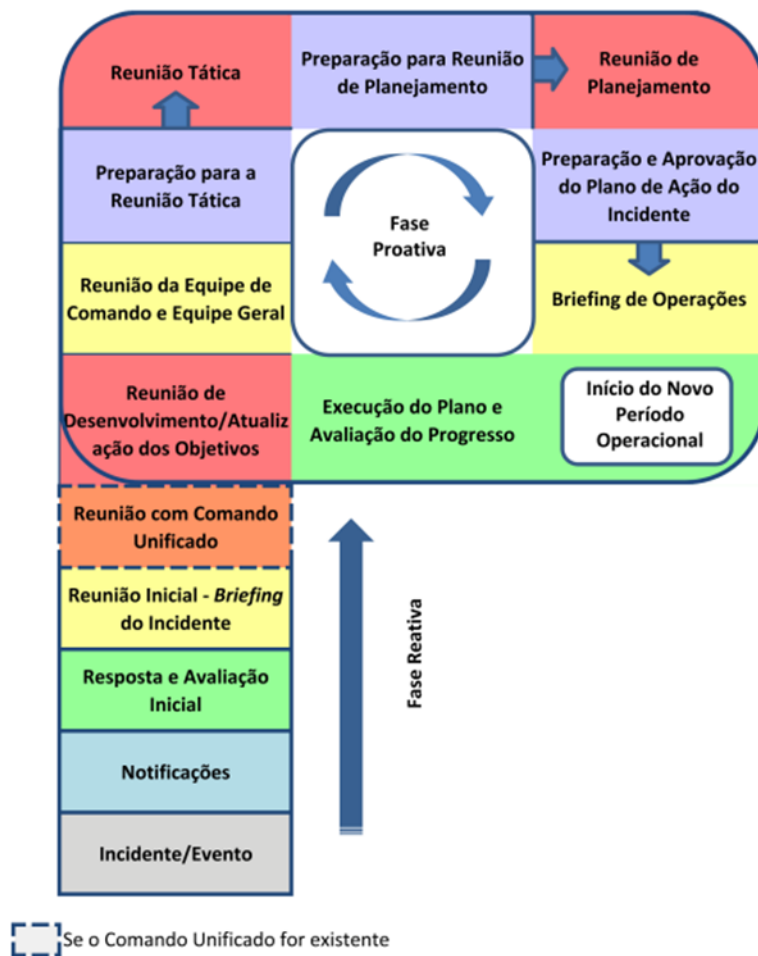 Reunião Tática
Preparação para Reunião
de Planejamento
Reunião de
Planejamento
Preparação para a
Reunião Tática
Fase
Proativa
Preparação e Aprovação
do Plano de Ação do
Incidente
Reunião da Equipe de
Comando e Equipe Geral
Briefing de Operações
Reunião de
Desenvolvimento/Atualiz
ação dos Objetivos
Execução do Plano e
Avaliação do Progresso
Início do Novo
Período
Operacional
Reunião com Comando
Unificado
Reunião Inicial - Briefing
do Incidente
Resposta e Avaliação
Inicial
Notificações
Incidente/Evento
Fase Reativa
Se o Comando Unificado for existente